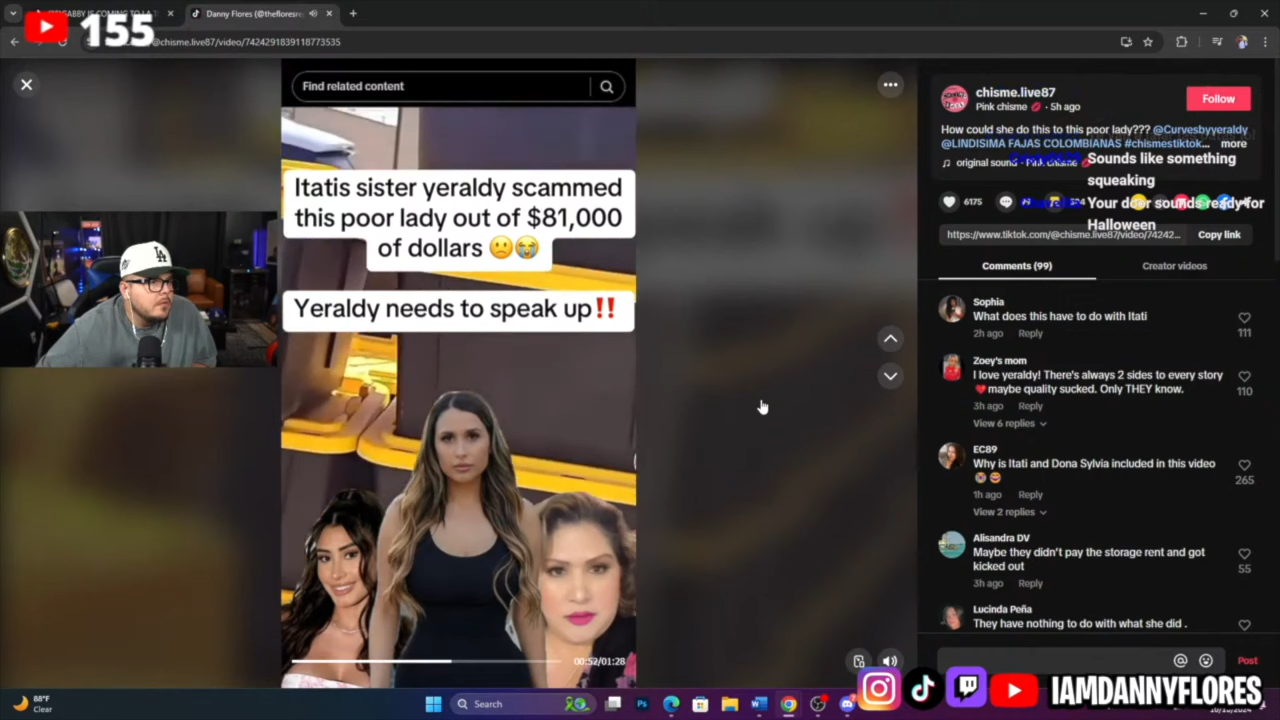 GABBY IS COMING TO LA
Danny Flores (@thefloresre
155
@chisme.live87/video/7424291839118773535
Find related content
Itatis sister yeraldy scammed
this poor lady out of $81,000
of dollars 🙁😭
Yeraldy needs to speak up‼️
00:52/01:28
chisme.live87
Pink chisme 💋 · 5h ago
Follow
How could she do this to this poor lady??? @Curvesbyyeraldy
@LINDISIMA FAJAS COLOMBIANAS #chismestiktok... more
♫ original sound - Pink chisme 💋
Sounds like something
squeaking
Your deer sounds ready for
Halloween
6175
https://www.tiktok.com/@chisme.live87/video/74242...
Copy link
Comments (99)
Creator videos
Sophia
What does this have to do with Itati
2h ago Reply
111
Zoey's mom
I love yeraldy! There's always 2 sides to every story
❤️maybe quality sucked. Only THEY know.
3h ago Reply
110
View 6 replies
EC89
Why is Itati and Dona Sylvia included in this video
1h ago Reply
265
View 2 replies
Alisandra DV
Maybe they didn't pay the storage rent and got
kicked out
3h ago Reply
55
Lucinda Peña
They have nothing to do with what she did .
Post
IAMDANNYFLORES
88°F
Clear
Search